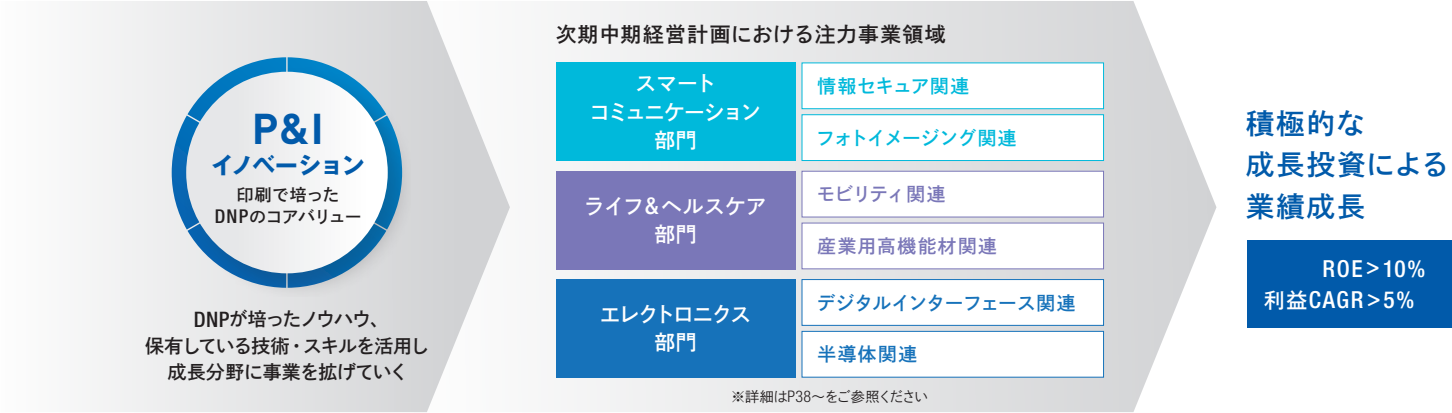 P&I
イノベーション
印刷で培った
DNPのコアバリュー
DNPが培ったノウハウ、
保有している技術・スキルを活用し
成長分野に事業を拡げていく
次期中期経営計画における注力事業領域
スマート
コミュニケーション
部門
情報セキュア関連
フォトイメージング関連
ライフ&ヘルスケア
部門
モビリティ関連
産業用高機能材関連
エレクトロニクス
部門
デジタルインターフェース関連
半導体関連
※詳細はP38～をご参照ください
積極的な
成長投資による
業績成長
ROE>10%
利益CAGR>5%